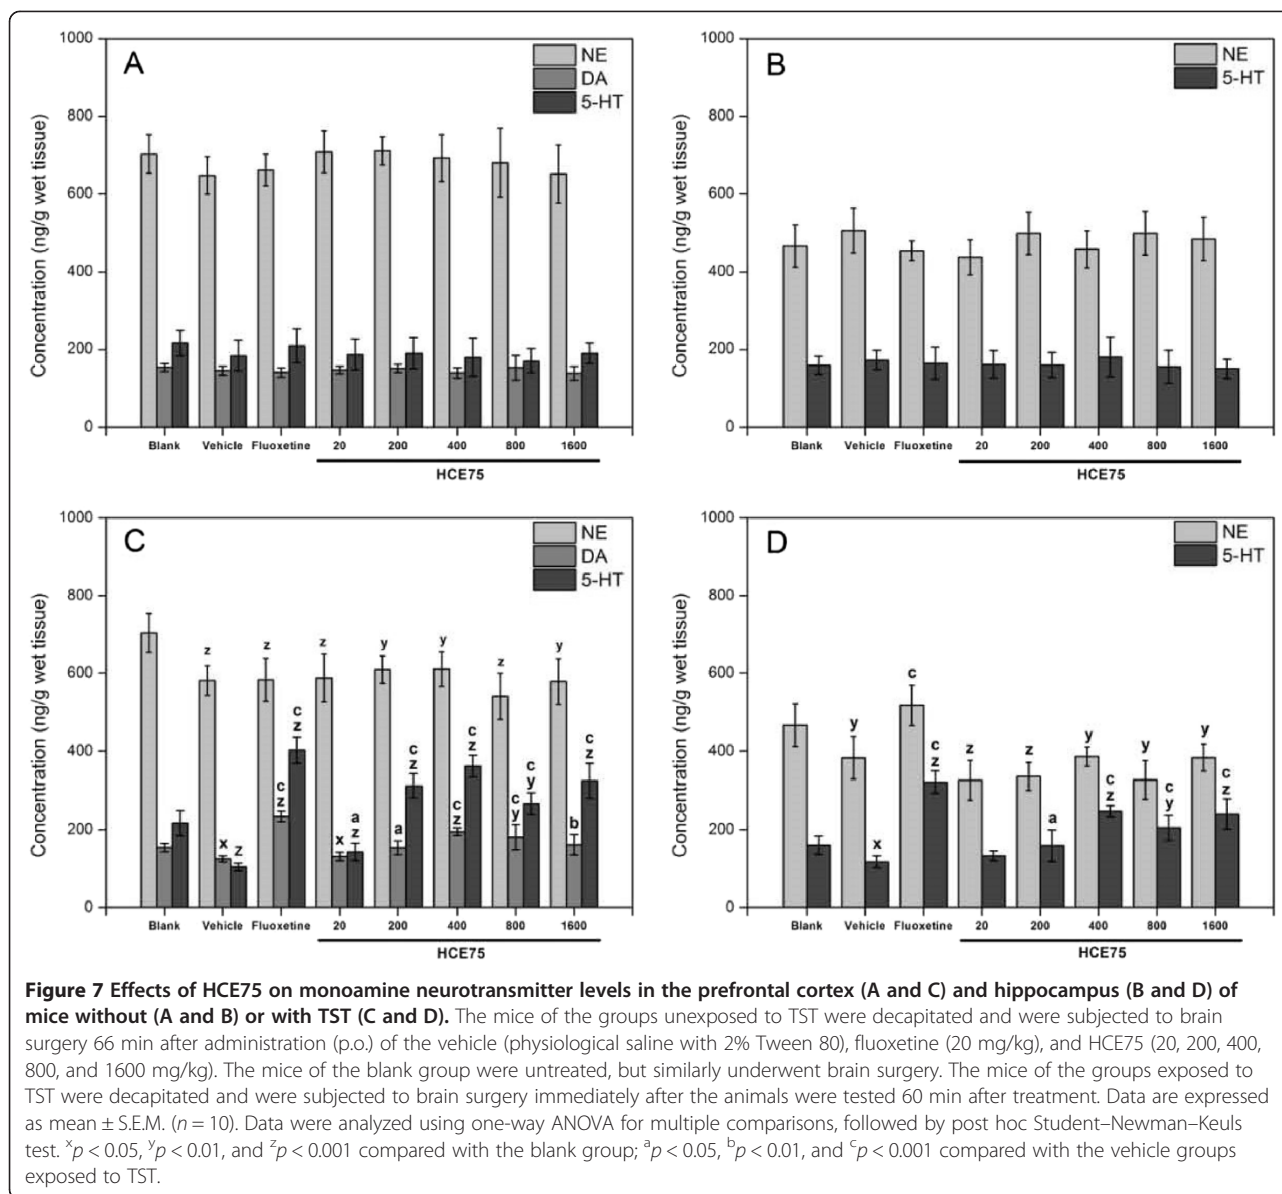 1000
800
600
400
200
0
Concentration (ng/g wet tissue)
A
NE
DA
5-HT
Blank Vehicle Fluoxetine 20 200 400 800 1600
HCE75
1000
800
600
400
200
0
Concentration (ng/g wet tissue)
B
NE
5-HT
Blank Vehicle Fluoxetine 20 200 400 800 1600
HCE75
1000
800
600
400
200
0
Concentration (ng/g wet tissue)
C
NE
DA
5-HT
z z z y y z y
x z
c z c z
x a z
a c z
c z c z
c y c y
b c z
Blank Vehicle Fluoxetine 20 200 400 800 1600
HCE75
1000
800
600
400
200
0
Concentration (ng/g wet tissue)
D
NE
5-HT
y c z z y y y
x c z a c z c y c z
Blank Vehicle Fluoxetine 20 200 400 800 1600
HCE75
Figure 7 Effects of HCE75 on monoamine neurotransmitter levels in the prefrontal cortex (A and C) and hippocampus (B and D) of
mice without (A and B) or with TST (C and D). The mice of the groups unexposed to TST were decapitated and were subjected to brain
surgery 66 min after administration (p.o.) of the vehicle (physiological saline with 2% Tween 80), fluoxetine (20 mg/kg), and HCE75 (20, 200, 400,
800, and 1600 mg/kg). The mice of the blank group were untreated, but similarly underwent brain surgery. The mice of the groups exposed to
TST were decapitated and were subjected to brain surgery immediately after the animals were tested 60 min after treatment. Data are expressed
as mean ± S.E.M. (n = 10). Data were analyzed using one-way ANOVA for multiple comparisons, followed by post hoc Student–Newman–Keuls
test. ˣp < 0.05, ʸp < 0.01, and ᶻp < 0.001 compared with the blank group; ᵃp < 0.05, ᵇp < 0.01, and ᶜp < 0.001 compared with the vehicle groups
exposed to TST.